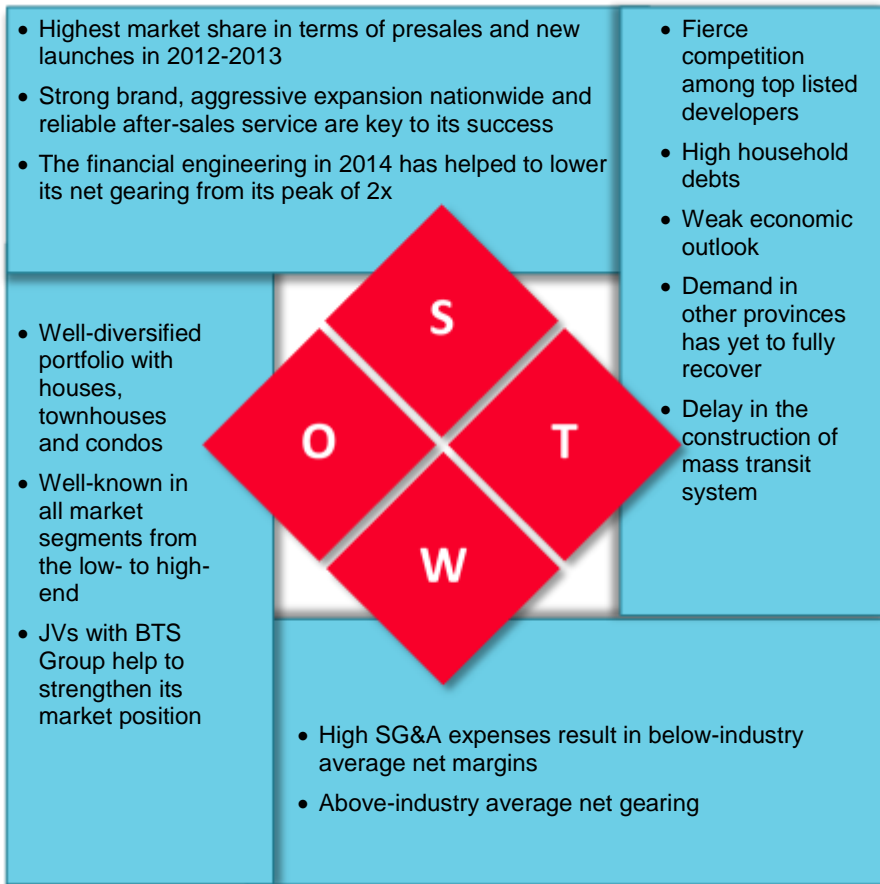 • Highest market share in terms of presales and new
launches in 2012-2013
• Strong brand, aggressive expansion nationwide and
reliable after-sales service are key to its success
• The financial engineering in 2014 has helped to lower
its net gearing from its peak of 2x
• Fierce
competition
among top listed
developers
• High household
debts
• Weak economic
outlook
• Demand in
other provinces
has yet to fully
recover
• Delay in the
construction of
mass transit
system
S
O
T
W
• Well-diversified
portfolio with
houses,
townhouses
and condos
• Well-known in
all market
segments from
the low- to high-
end
• JVs with BTS
Group help to
strengthen its
market position
• High SG&A expenses result in below-industry
average net margins
• Above-industry average net gearing